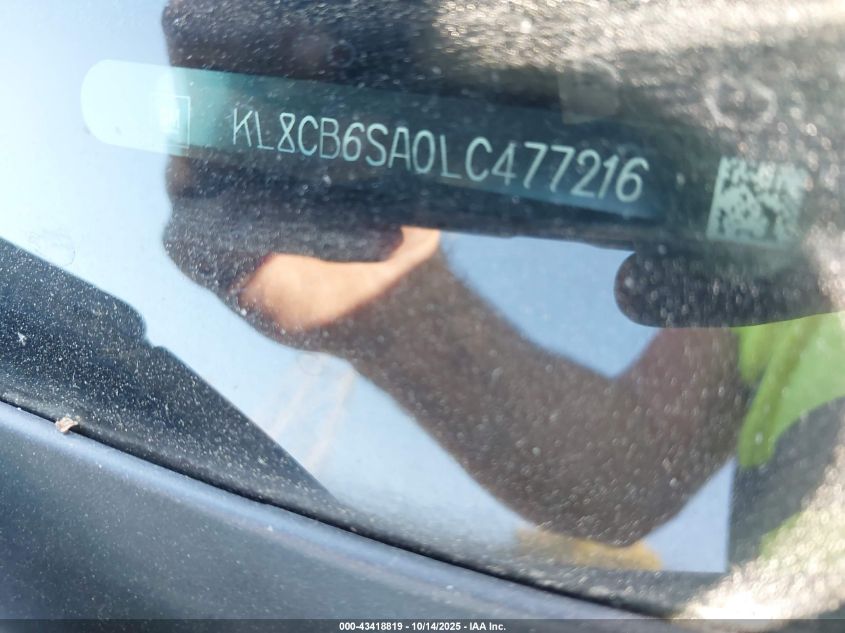 KL8CB6SA0LC477216
000-43418819 - 10/14/2025 - IAA Inc.